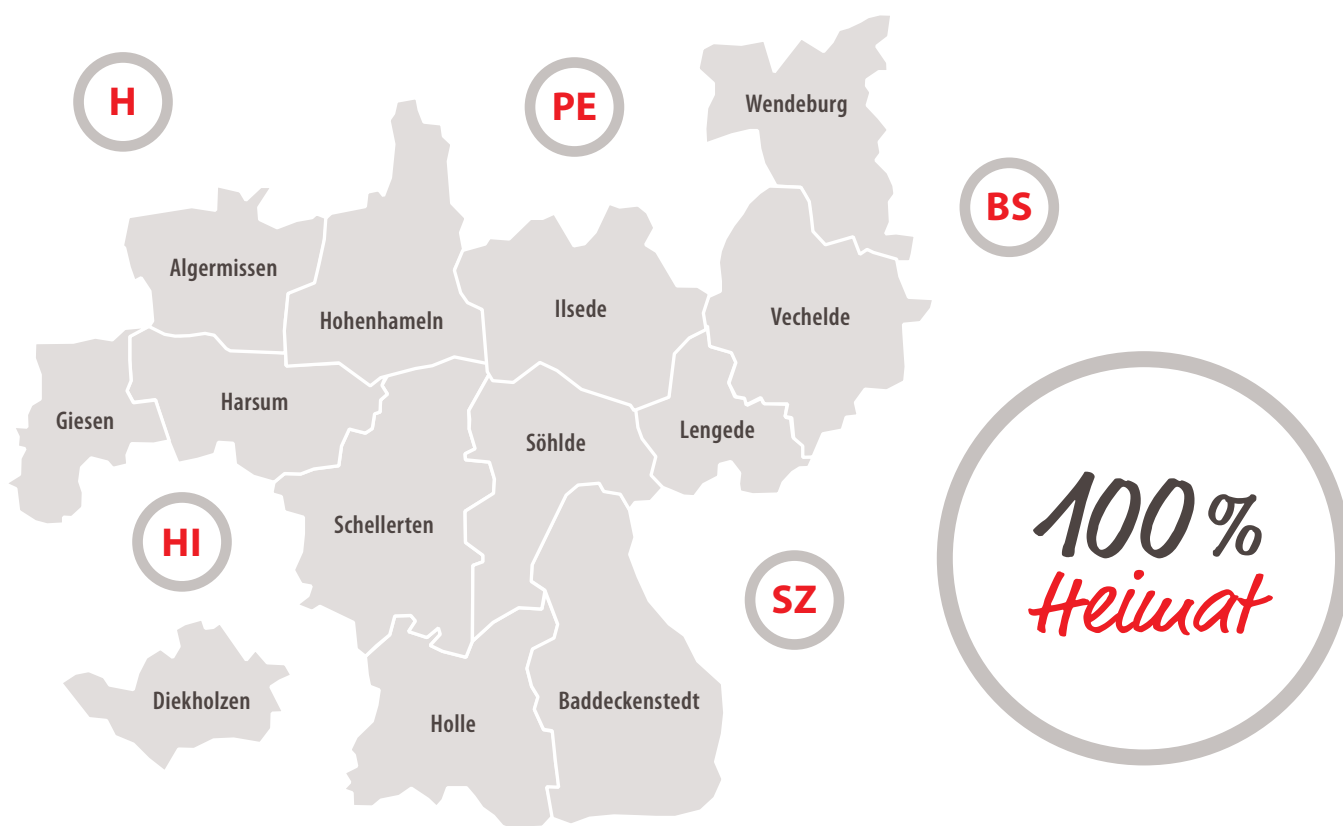 H
PE
Wendeburg
BS
Algermissen
Hohenhameln
Ilsede
Vechelde
Giesen
Harsum
Söhlde
Lengede
Schellerten
HI
SZ
Diekholzen
Holle
Baddeckenstedt
100 %
Heimat